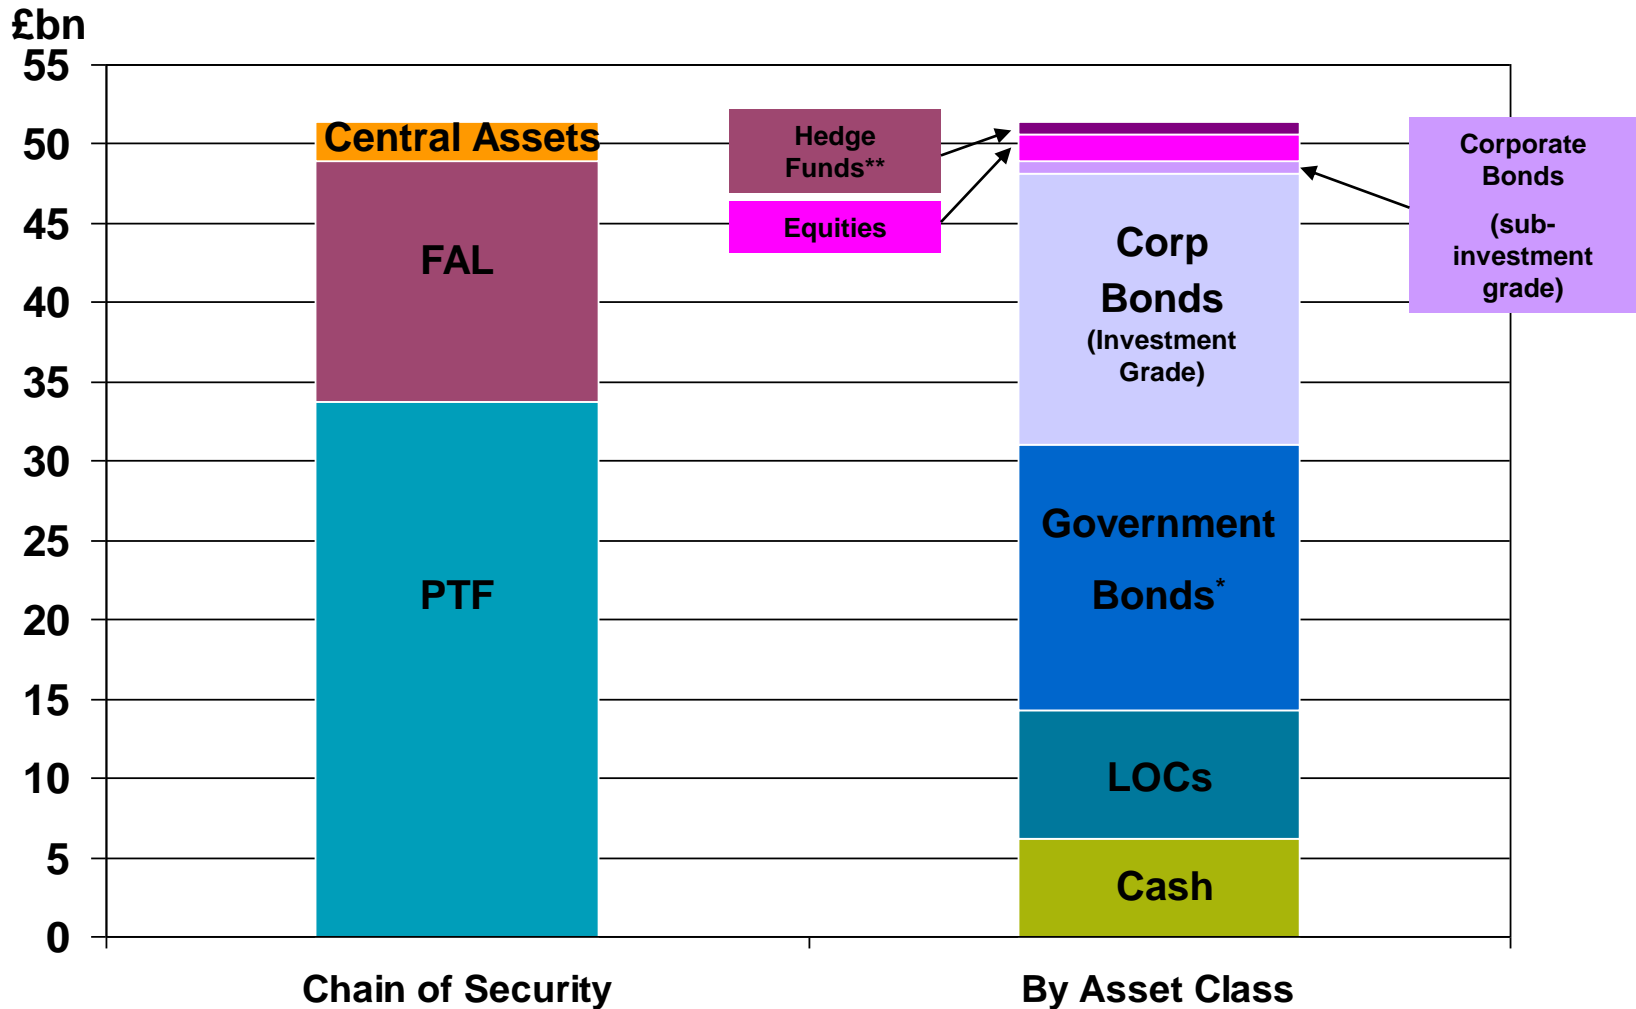 £bn
55
50
45
40
35
30
25
20
15
10
5
0
Central Assets
FAL
PTF
Hedge
Funds**
Equities
Corp
Bonds
(Investment
Grade)
Government
Bonds*
LOCs
Cash
Corporate
Bonds
(sub-
investment
grade)
Chain of Security
By Asset Class